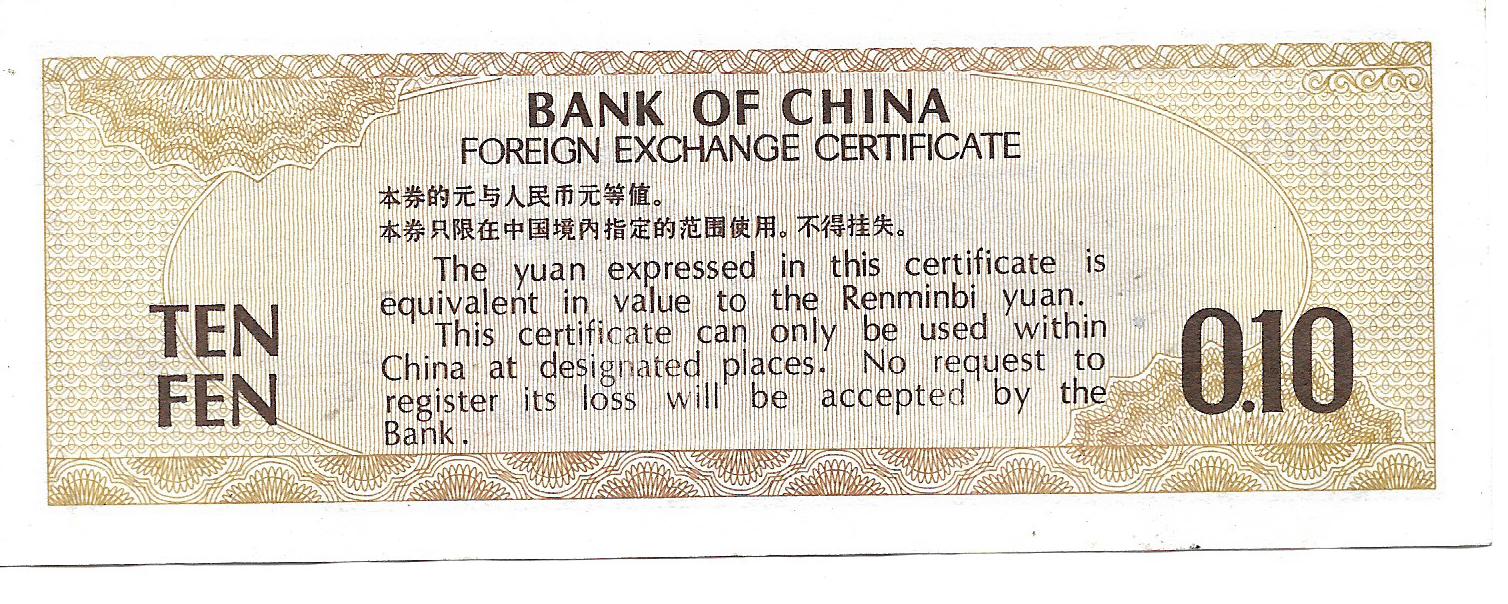 BANK OF CHINA
FOREIGN EXCHANGE CERTIFICATE
本券的元与人民币元等值。
本券只限在中国境内指定的范围使用。不得挂失。
The yuan expressed in this certificate is
equivalent in value to the Renminbi yuan.
This certificate can only be used within
China at designated places. No request to
register its loss will be accepted by the
Bank.
TEN
FEN
0.10